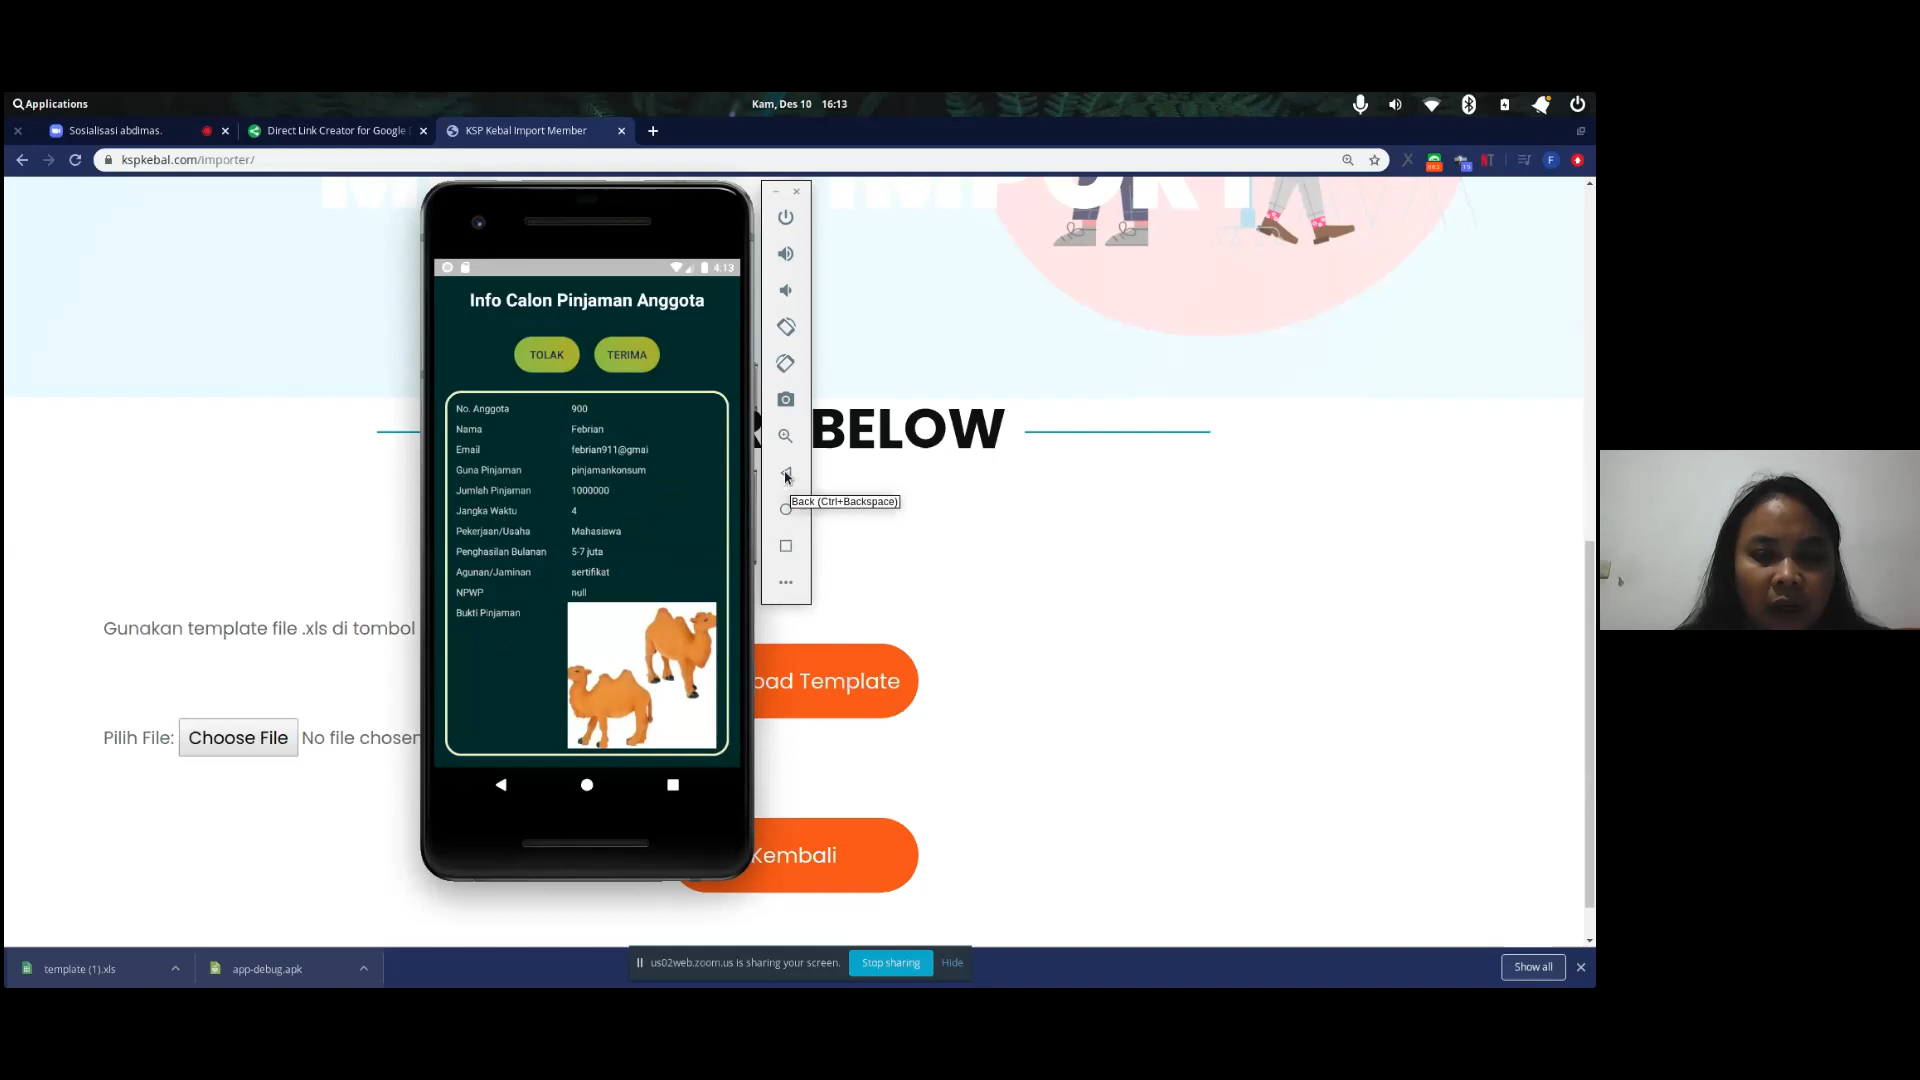 Applications
Kam, Des 10 16:13
Sosialisasi abdimas.
Direct Link Creator for Google
KSP Kebal Import Member
kspkebal.com/importer/
F
4:13
Info Calon Pinjaman Anggota
TOLAK
TERIMA
No. Anggota 900
Nama Febrian
Email febrian911@gmai
Guna Pinjaman pinjamankonsum
Jumlah Pinjaman 1000000
Jangka Waktu 4
Pekerjaan/Usaha Mahasiswa
Penghasilan Bulanan 5-7 juta
Agunan/Jaminan sertifikat
NPWP null
Bukti Pinjaman
Back (Ctrl+Backspace)
BELOW
Gunakan template file .xls di tombol
oad Template
Pilih File: Choose File No file chosen
Kembali
us02web.zoom.us is sharing your screen.
Stop sharing
Hide
template (1).xls
app-debug.apk
Show all